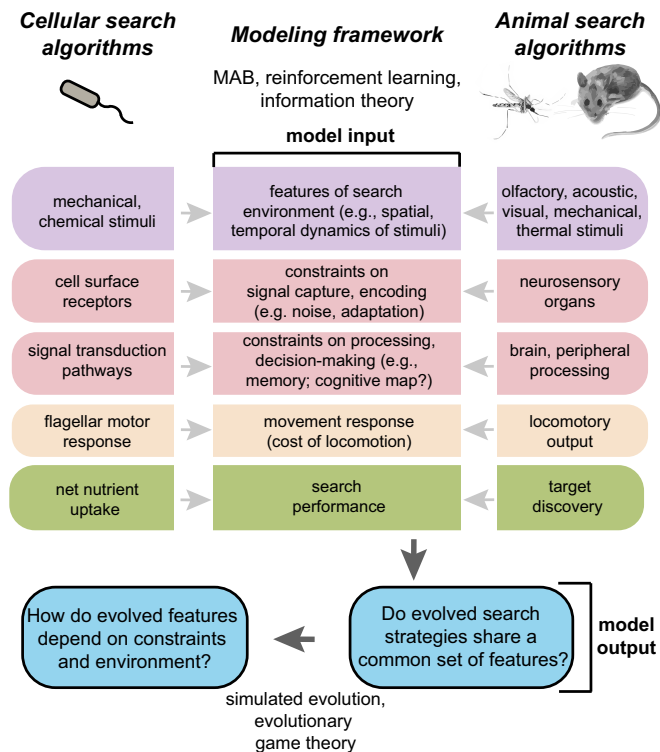 Cellular search
algorithms
Modeling framework
Animal search
algorithms
MAB, reinforcement learning,
information theory
model input
mechanical,
chemical stimuli
features of search
environment (e.g., spatial,
temporal dynamics of stimuli)
olfactory, acoustic,
visual, mechanical,
thermal stimuli
cell surface
receptors
constraints on
signal capture, encoding
(e.g. noise, adaptation)
neurosensory
organs
signal transduction
pathways
constraints on processing,
decision-making (e.g.,
memory; cognitive map?)
brain, peripheral
processing
flagellar motor
response
movement response
(cost of locomotion)
locomotory
output
net nutrient
uptake
search
performance
target
discovery
How do evolved features
depend on constraints
and environment?
Do evolved search
strategies share a
common set of features?
model
output
simulated evolution,
evolutionary
game theory